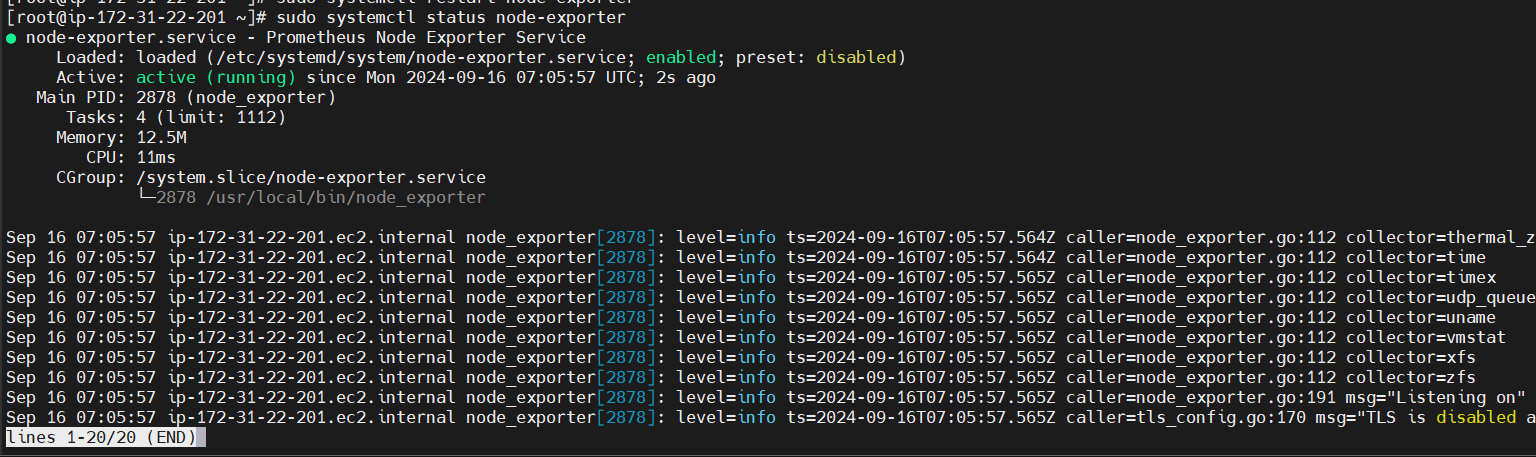 [root@ip-172-31-22-201 ~]# sudo systemctl restart node-exporter
[root@ip-172-31-22-201 ~]# sudo systemctl status node-exporter
● node-exporter.service - Prometheus Node Exporter Service
Loaded: loaded (/etc/systemd/system/node-exporter.service; enabled; preset: disabled)
Active: active (running) since Mon 2024-09-16 07:05:57 UTC; 2s ago
Main PID: 2878 (node_exporter)
Tasks: 4 (limit: 1112)
Memory: 12.5M
CPU: 11ms
CGroup: /system.slice/node-exporter.service
└─2878 /usr/local/bin/node_exporter
Sep 16 07:05:57 ip-172-31-22-201.ec2.internal node_exporter[2878]: level=info ts=2024-09-16T07:05:57.564Z caller=node_exporter.go:112 collector=thermal_z
Sep 16 07:05:57 ip-172-31-22-201.ec2.internal node_exporter[2878]: level=info ts=2024-09-16T07:05:57.564Z caller=node_exporter.go:112 collector=time
Sep 16 07:05:57 ip-172-31-22-201.ec2.internal node_exporter[2878]: level=info ts=2024-09-16T07:05:57.565Z caller=node_exporter.go:112 collector=timex
Sep 16 07:05:57 ip-172-31-22-201.ec2.internal node_exporter[2878]: level=info ts=2024-09-16T07:05:57.565Z caller=node_exporter.go:112 collector=udp_queue
Sep 16 07:05:57 ip-172-31-22-201.ec2.internal node_exporter[2878]: level=info ts=2024-09-16T07:05:57.565Z caller=node_exporter.go:112 collector=uname
Sep 16 07:05:57 ip-172-31-22-201.ec2.internal node_exporter[2878]: level=info ts=2024-09-16T07:05:57.565Z caller=node_exporter.go:112 collector=vmstat
Sep 16 07:05:57 ip-172-31-22-201.ec2.internal node_exporter[2878]: level=info ts=2024-09-16T07:05:57.565Z caller=node_exporter.go:112 collector=xfs
Sep 16 07:05:57 ip-172-31-22-201.ec2.internal node_exporter[2878]: level=info ts=2024-09-16T07:05:57.565Z caller=node_exporter.go:112 collector=zfs
Sep 16 07:05:57 ip-172-31-22-201.ec2.internal node_exporter[2878]: level=info ts=2024-09-16T07:05:57.565Z caller=node_exporter.go:191 msg="Listening on"
Sep 16 07:05:57 ip-172-31-22-201.ec2.internal node_exporter[2878]: level=info ts=2024-09-16T07:05:57.565Z caller=tls_config.go:170 msg="TLS is disabled a
lines 1-20/20 (END)